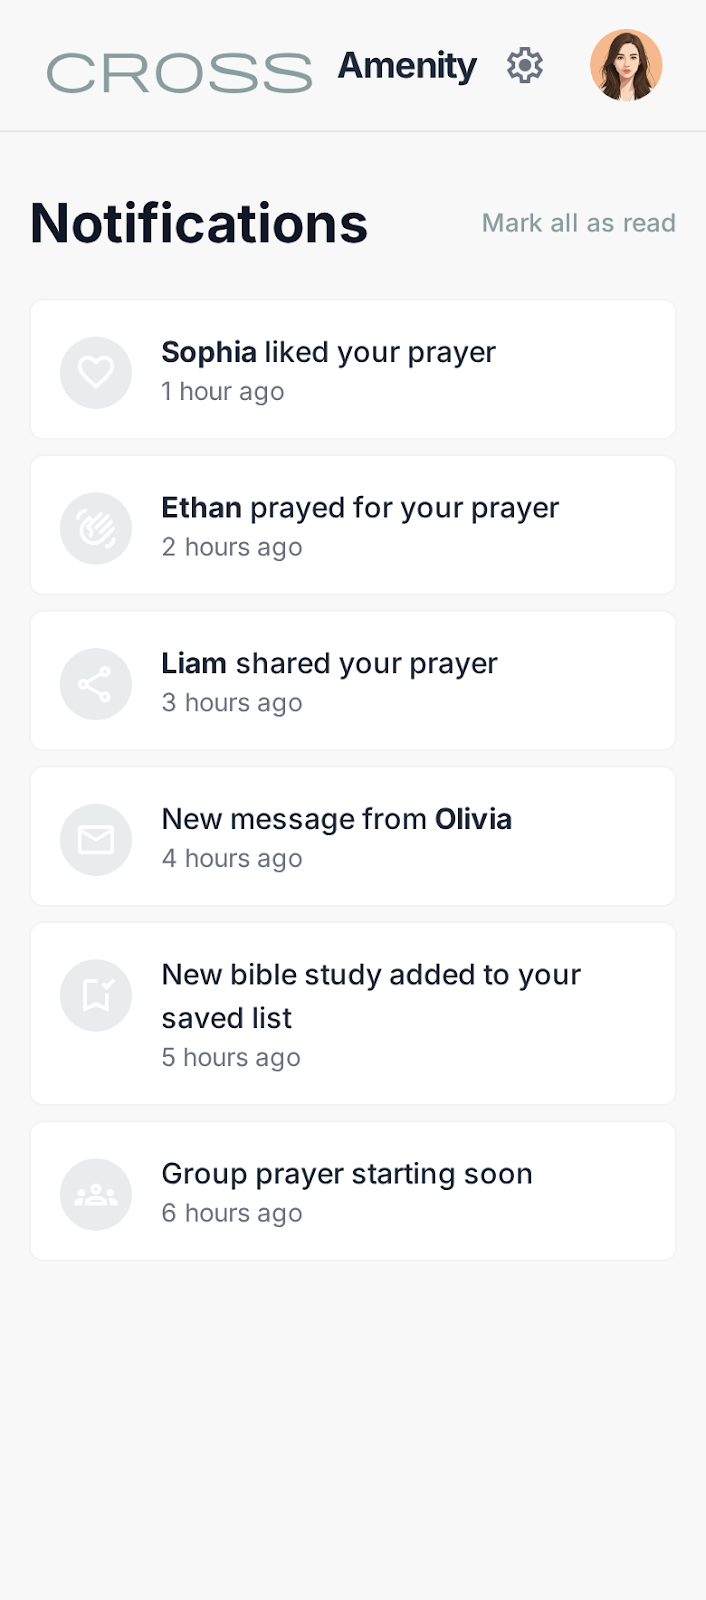 CROSS Amenity
Notifications
Mark all as read
Sophia liked your prayer
1 hour ago
Ethan prayed for your prayer
2 hours ago
Liam shared your prayer
3 hours ago
New message from Olivia
4 hours ago
New bible study added to your
saved list
5 hours ago
Group prayer starting soon
6 hours ago